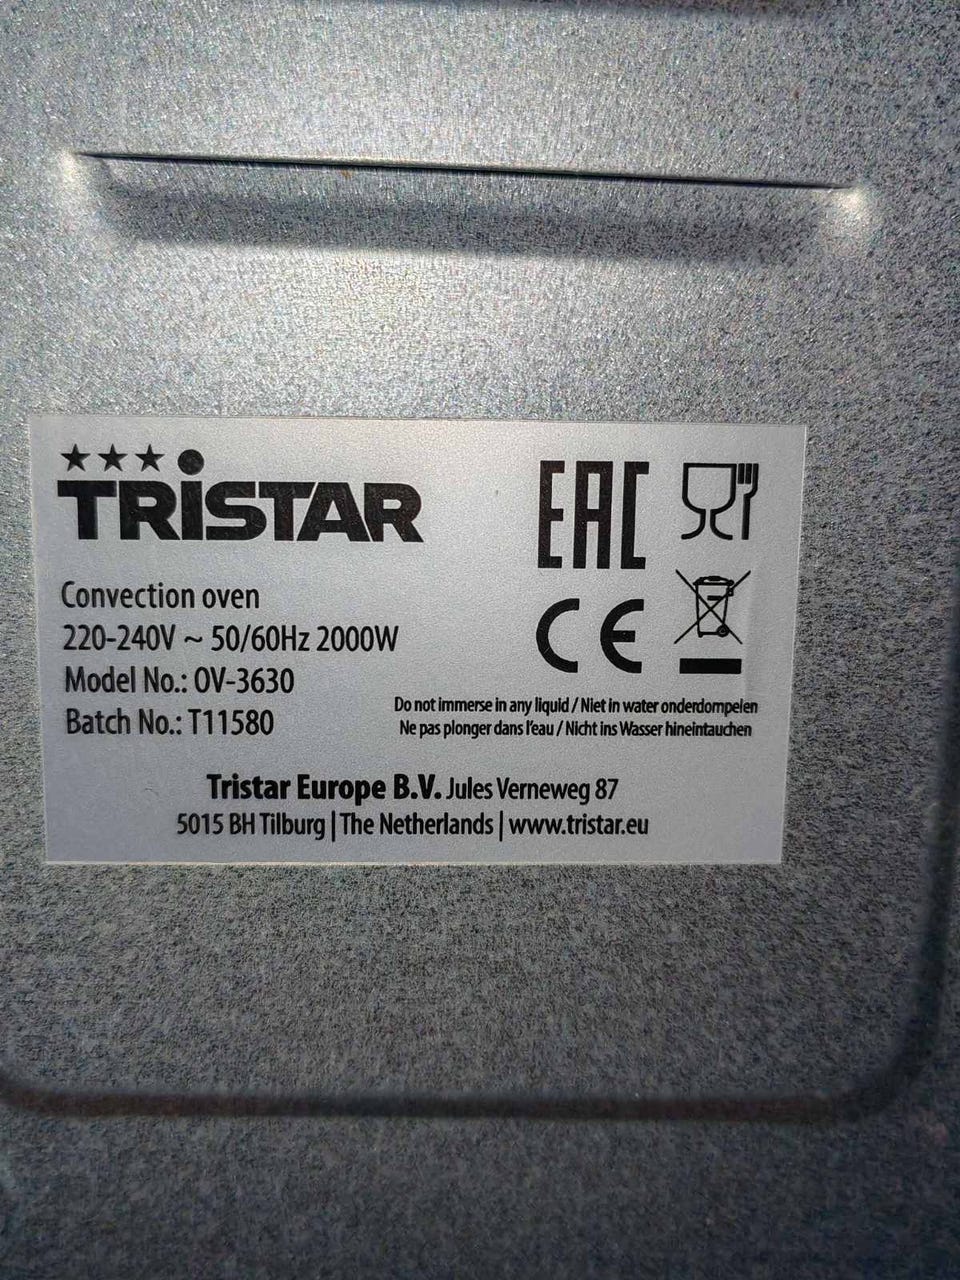 TRISTAR
Convection oven
220-240V ~ 50/60Hz 2000W
Model No.: OV-3630
Batch No.: T11580
EAC
CE
Do not immerse in any liquid / Niet in water onderdompelen
Ne pas plonger dans l'eau / Nicht ins Wasser hineintauchen
Tristar Europe B.V. Jules Verneweg 87
5015 BH Tilburg | The Netherlands | www.tristar.eu